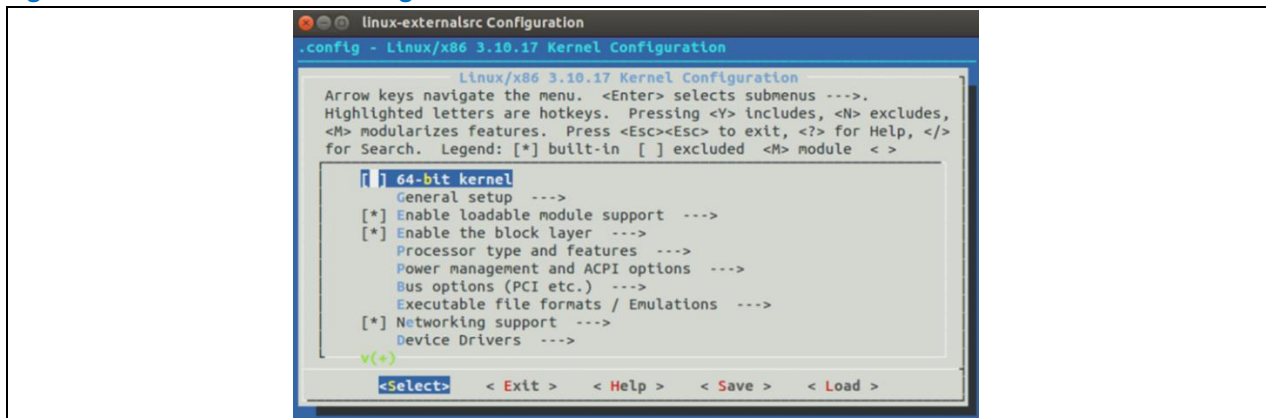 linux-externalsrc Configuration
.config - Linux/x86 3.10.17 Kernel Configuration
Linux/x86 3.10.17 Kernel Configuration
Arrow keys navigate the menu.  <Enter> selects submenus --->.
Highlighted letters are hotkeys.  Pressing <Y> includes, <N> excludes,
<M> modularizes features.  Press <Esc><Esc> to exit, <?> for Help, </>
for Search.  Legend: [*] built-in  [ ] excluded  <M> module  < >
[ ] 64-bit kernel
General setup  --->
[*] Enable loadable module support  --->
[*] Enable the block layer  --->
Processor type and features  --->
Power management and ACPI options  --->
Bus options (PCI etc.)  --->
Executable file formats / Emulations  --->
[*] Networking support  --->
Device Drivers  --->
v(+)
<Select>    < Exit >    < Help >    < Save >    < Load >